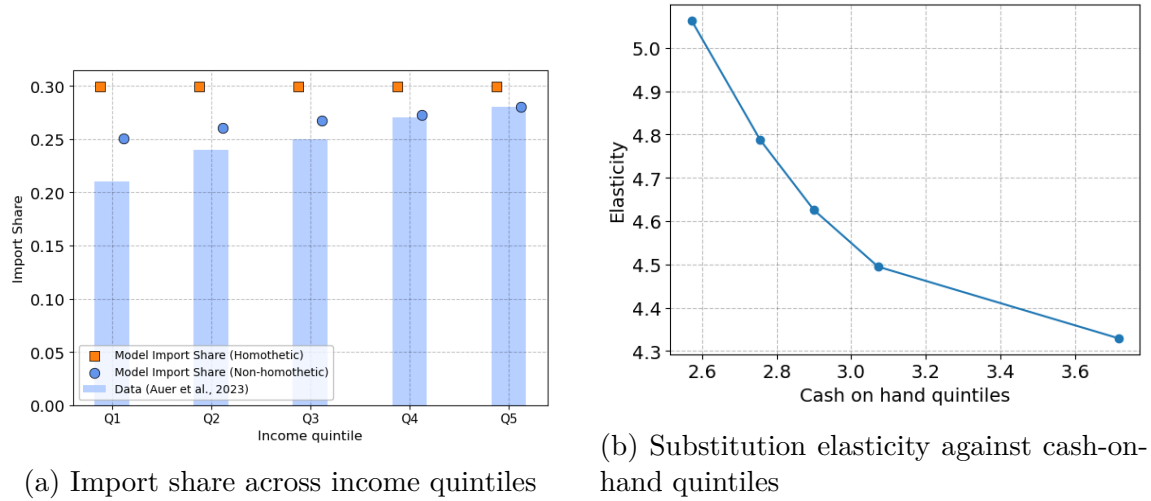 0.30
0.25
0.20
0.15
0.10
0.05
0.00
Import Share
Model Import Share (Homothetic)
Model Import Share (Non-homothetic)
Data (Auer et al., 2023)
Q1 Q2 Q3 Q4 Q5
Income quintile
(a) Import share across income quintiles
5.0
4.9
4.8
4.7
4.6
4.5
4.4
4.3
Elasticity
2.6 2.8 3.0 3.2 3.4 3.6
Cash on hand quintiles
(b) Substitution elasticity against cash-on-
hand quintiles